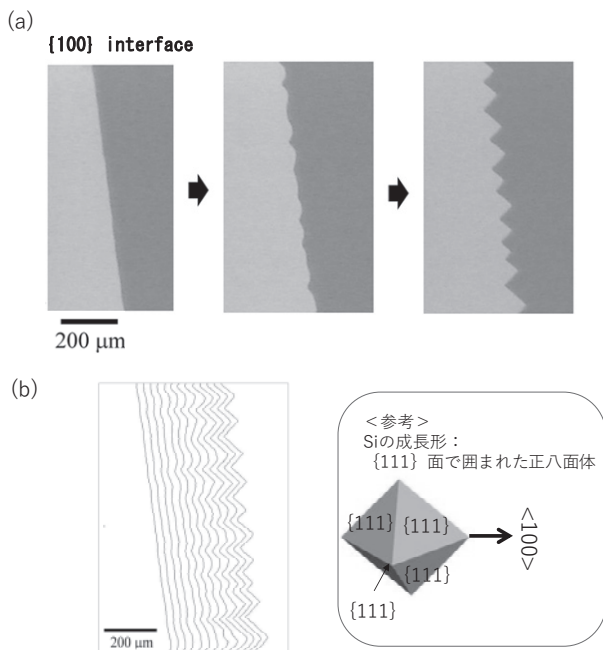 (a)
{100} interface
200 μm
(b)
200 μm
＜参考＞
Siの成長形：
{111} 面で囲まれた正八面体
{111}
{111}
{111}
{111}
<100>